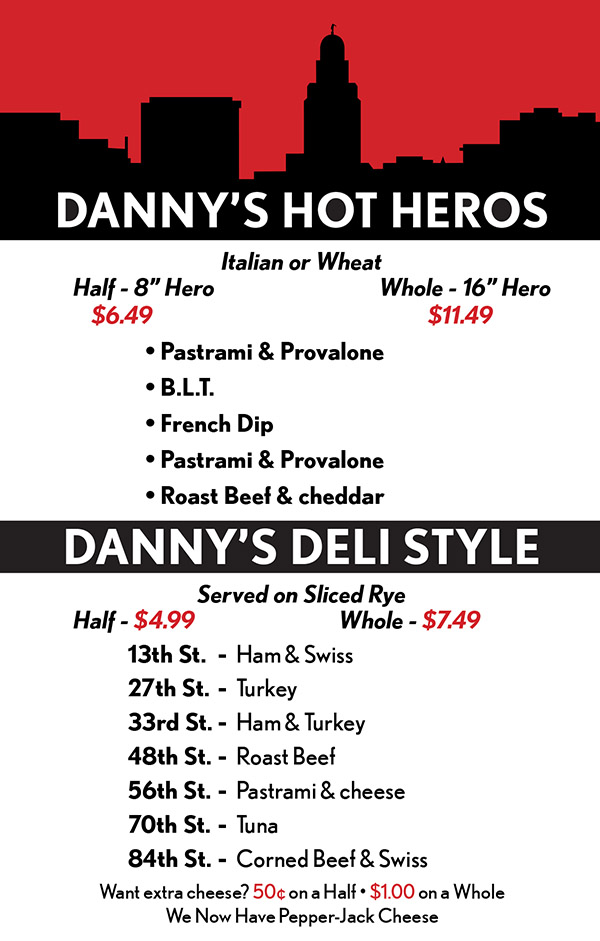 DANNY'S HOT HEROS
Italian or Wheat
Half - 8” Hero Whole - 16” Hero
$6.49 $11.49
• Pastrami & Provalone
• B.L.T.
• French Dip
• Pastrami & Provalone
• Roast Beef & cheddar
DANNY'S DELI STYLE
Served on Sliced Rye
Half - $4.99 Whole - $7.49
13th St. - Ham & Swiss
27th St. - Turkey
33rd St. - Ham & Turkey
48th St. - Roast Beef
56th St. - Pastrami & cheese
70th St. - Tuna
84th St. - Corned Beef & Swiss
Want extra cheese? 50¢ on a Half • $1.00 on a Whole
We Now Have Pepper-Jack Cheese